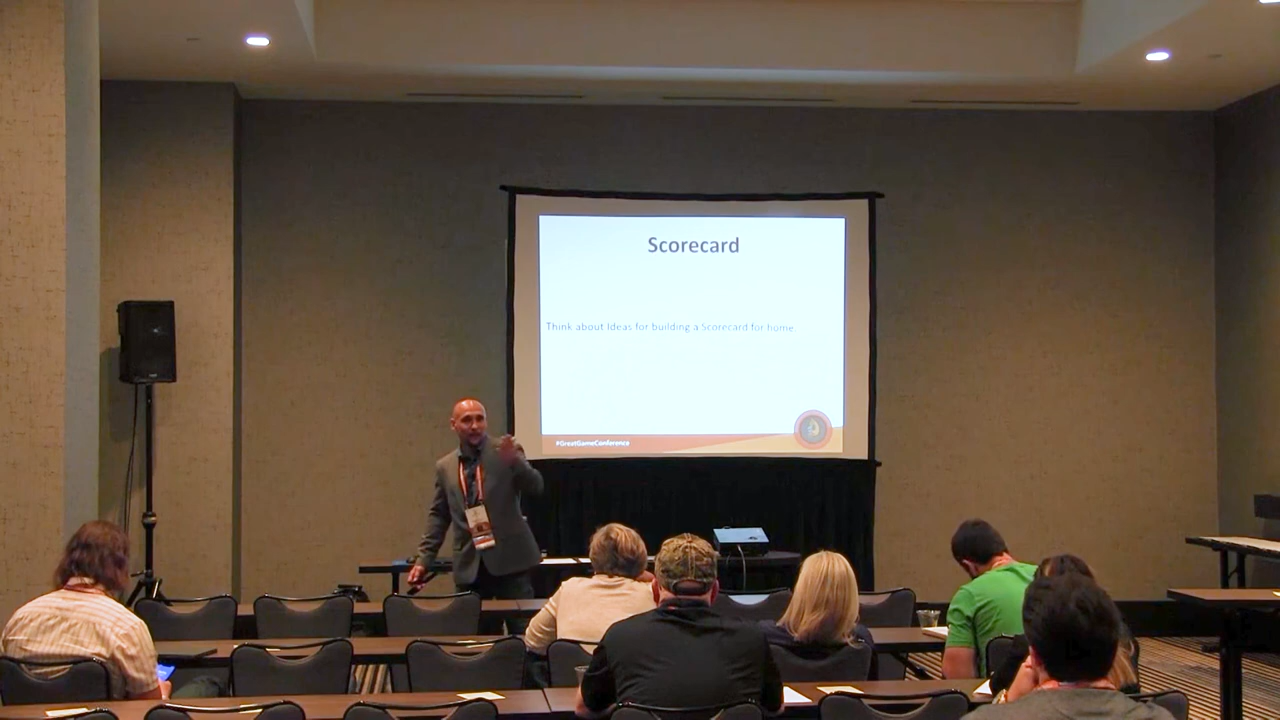 Scorecard
Think about Ideas for building a Scorecard for home.
#GreatGameConference